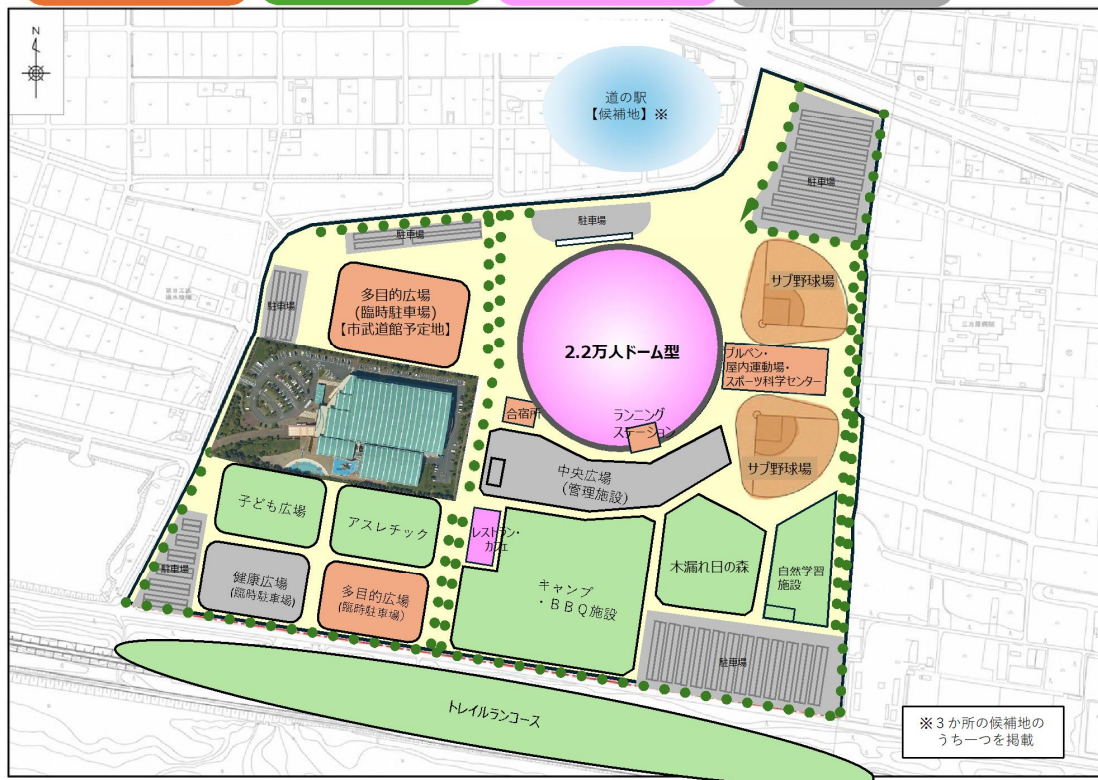 N
道の駅
【候補地】※
駐車場
駐車場
駐車場
駐車場
サブ野球場
多目的広場
(臨時駐車場)
【市武道館予定地】
2.2万人ドーム型
ブルペン・
屋内運動場・
スポーツ科学センター
合宿所
ランニング
ステーション
中央広場
(管理施設)
サブ野球場
子ども広場
アスレチック
レストラン・
カフェ
キャンプ
・BBQ施設
木漏れ日の森
自然学習
施設
駐車場
健康広場
(臨時駐車場)
多目的広場
(臨時駐車場)
駐車場
トレイルランコース
※3か所の候補地の
うち一つを掲載